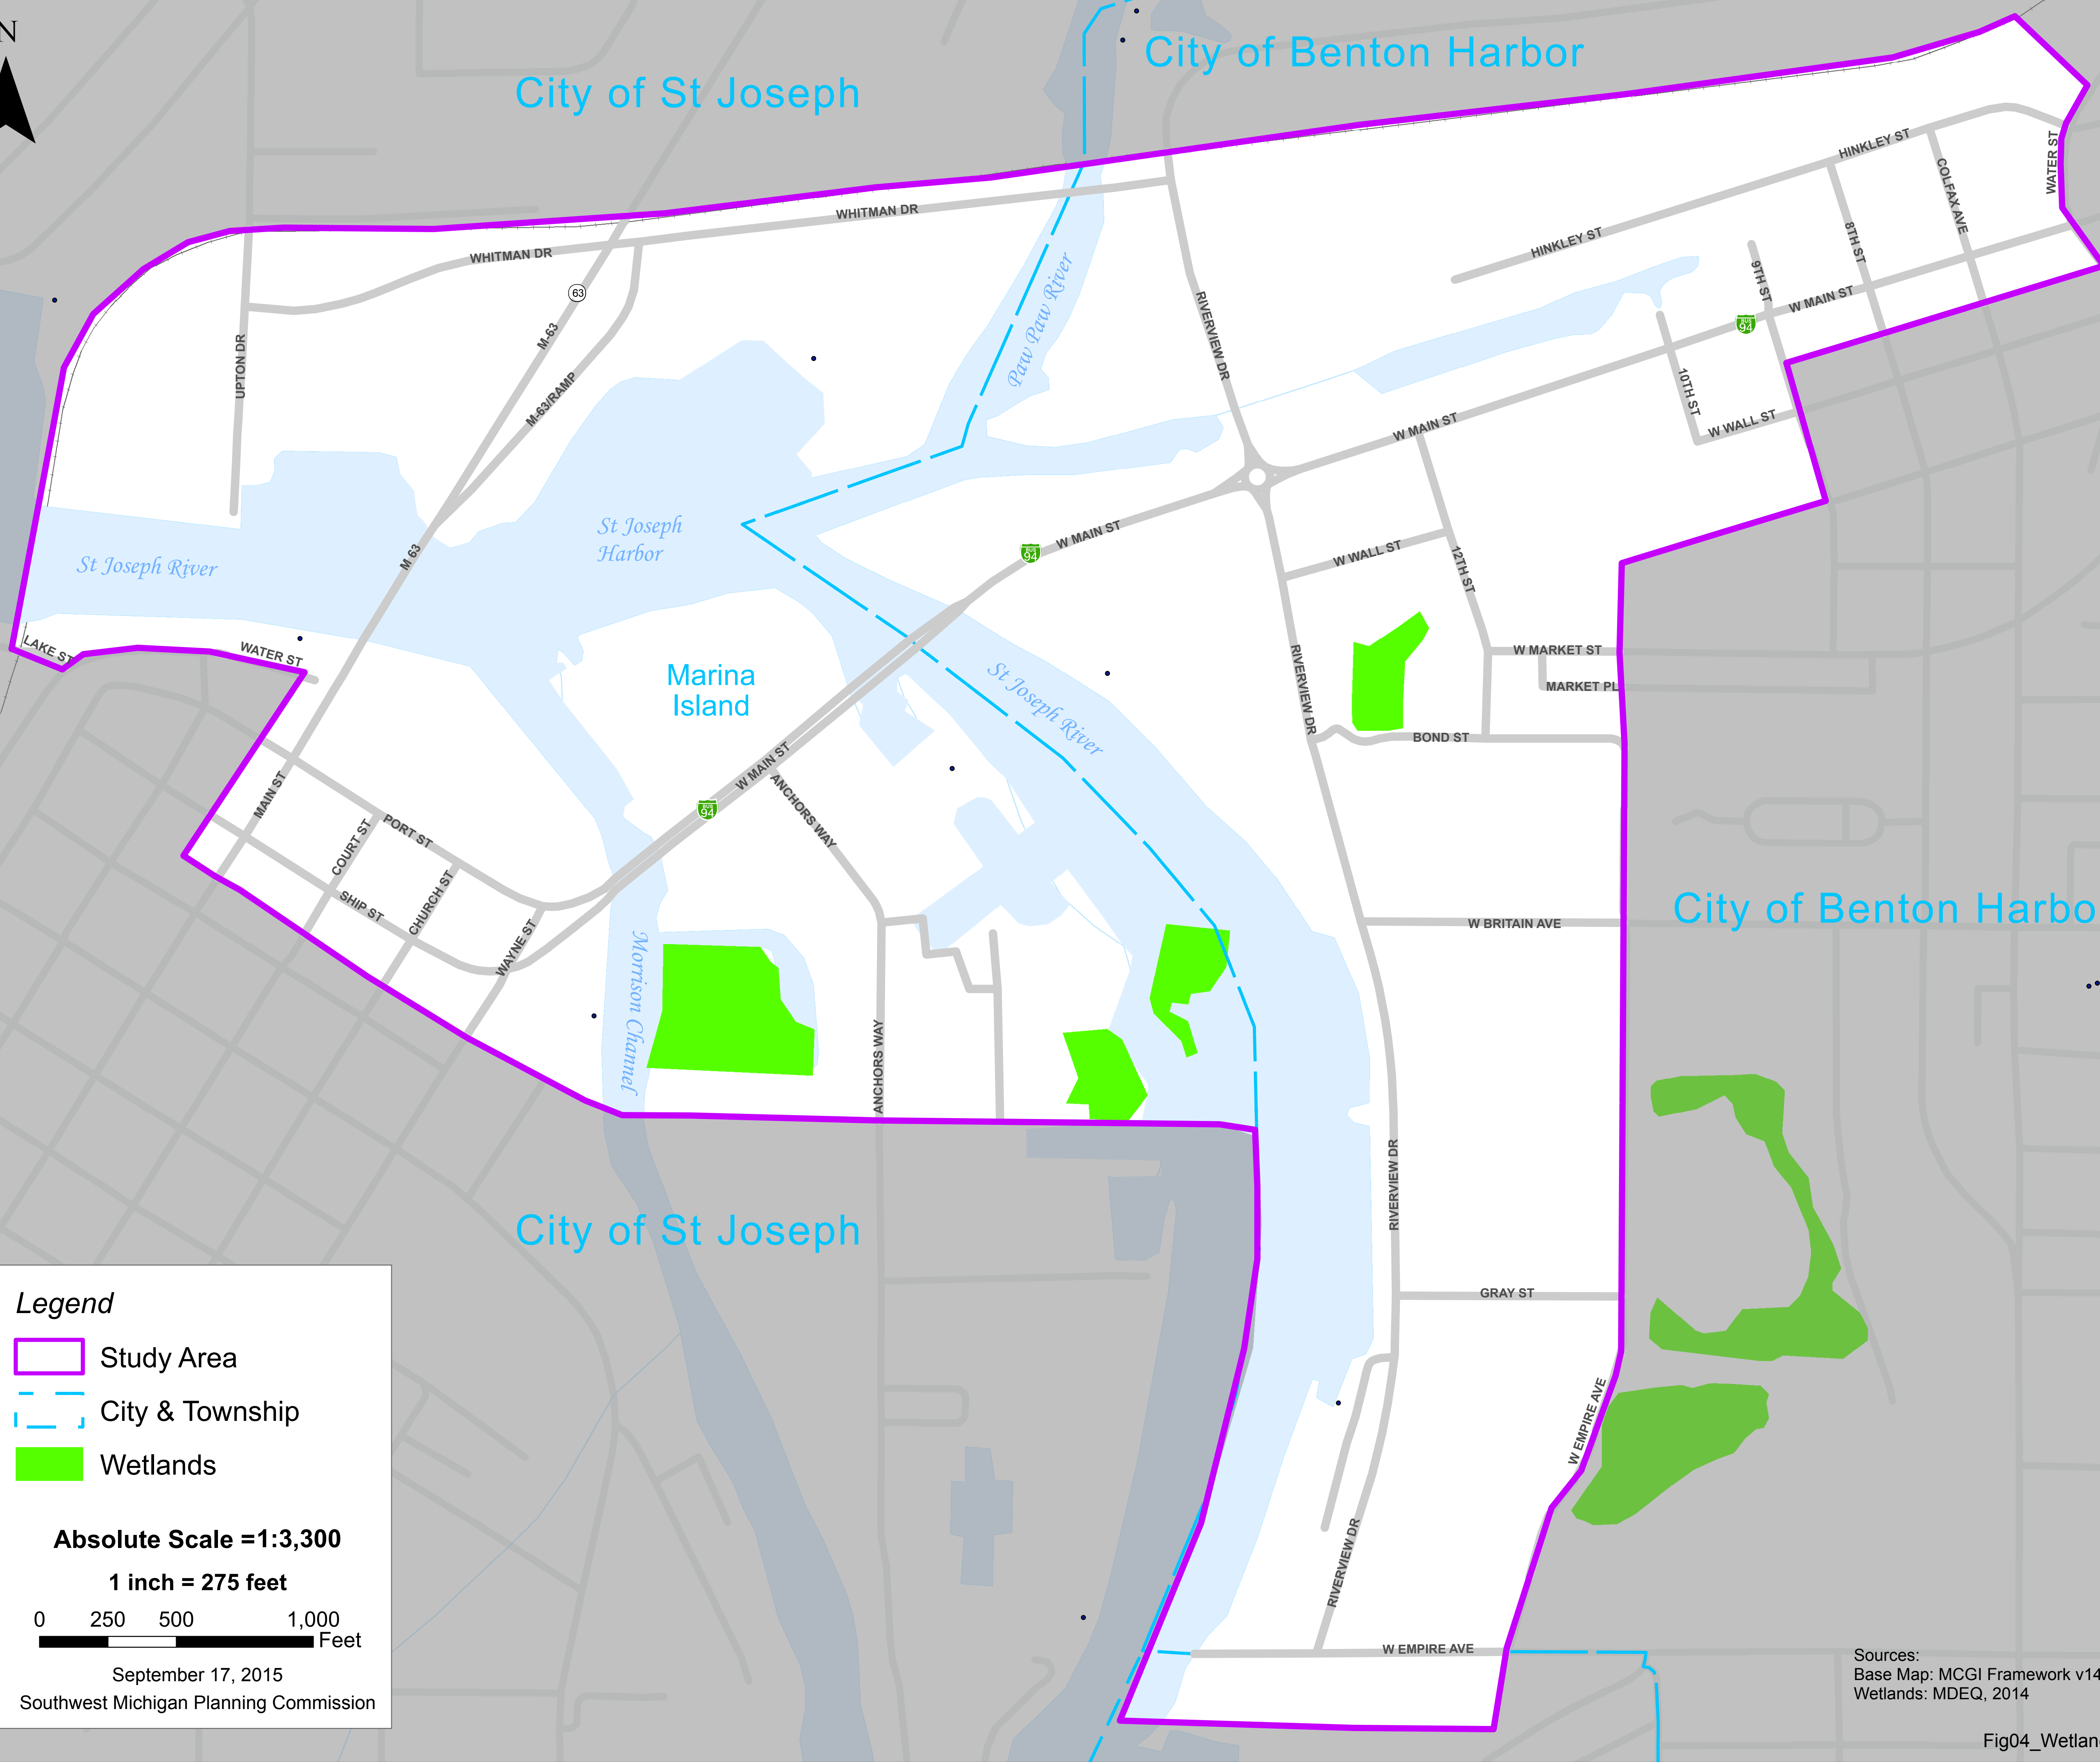 N
City of St Joseph
City of Benton Harbor
HINKLEY ST
WATER ST
COLFAX AVE
WHITMAN DR
WHITMAN DR
HINKLEY ST
8TH ST
9TH ST
W MAIN ST
BUS
94
63
M-63
RIVERVIEW DR
Paw Paw River
UPTON DR
M-63/RAMP
10TH ST
W WALL ST
W MAIN ST
St Joseph
Harbor
W MAIN ST
BUS
94
M 63
St Joseph River
W WALL ST
12TH ST
LAKE ST
WATER ST
Marina
Island
St Joseph River
RIVERVIEW DR
W MARKET ST
MARKET PL
BOND ST
MAIN ST
W MAIN ST
BUS
94
ANCHORS WAY
COURT ST
PORT ST
SHIP ST
CHURCH ST
WAYNE ST
Morrison Channel
W BRITAIN AVE
City of Benton Harbo
ANCHORS WAY
RIVERVIEW DR
City of St Joseph
GRAY ST
W EMPIRE AVE
RIVERVIEW DR
W EMPIRE AVE
Legend
Study Area
City & Township
Wetlands
Absolute Scale =1:3,300
1 inch = 275 feet
0 250 500 1,000
Feet
September 17, 2015
Southwest Michigan Planning Commission
Sources:
Base Map: MCGI Framework v14
Wetlands: MDEQ, 2014
Fig04_Wetlan